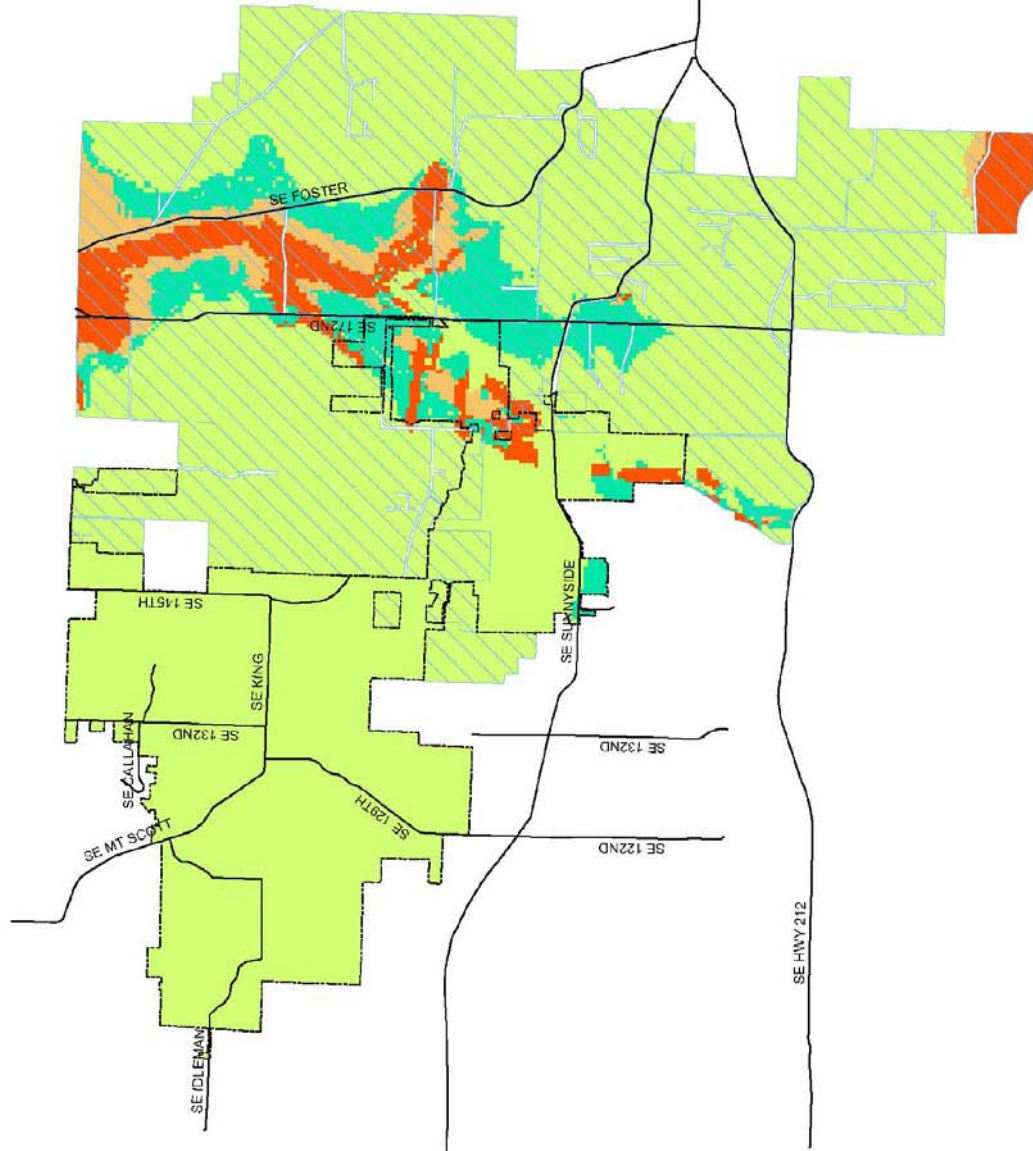 SE FOSTER
SE 172ND
SE SUNNYSIDE
SE 145TH
SE KING
SE CALLAHAN
SE 132ND
SE 132ND
SE 129TH
SE MT SCOTT
SE 122ND
SE HWY 212
SE IDLEMAN